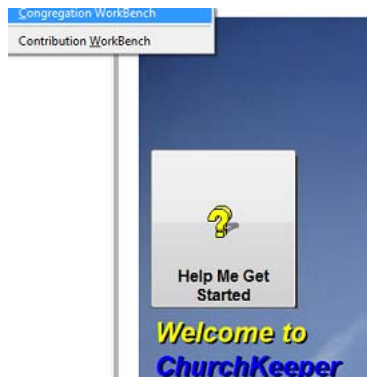 Congregation WorkBench
Contribution WorkBench
Help Me Get
Started
Welcome to
ChurchKeeper